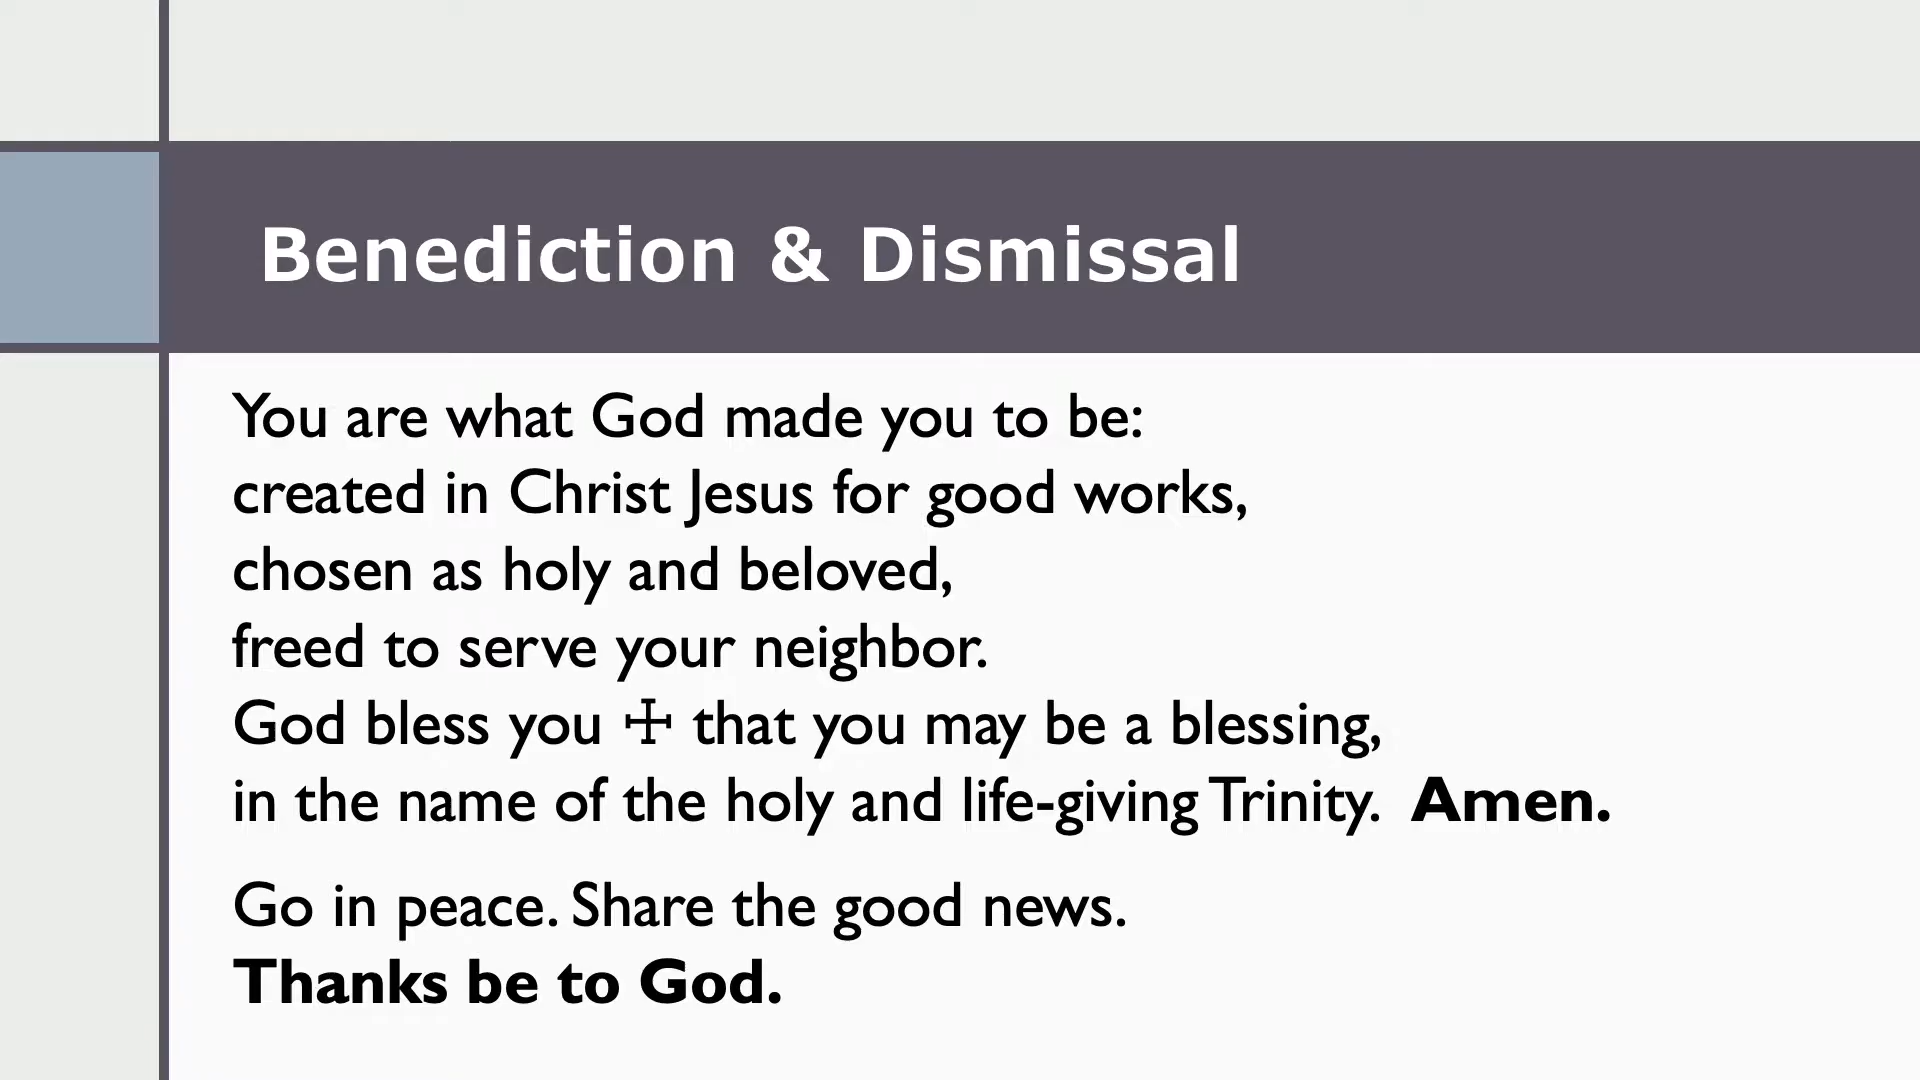 Benediction & Dismissal
You are what God made you to be:
created in Christ Jesus for good works,
chosen as holy and beloved,
freed to serve your neighbor.
God bless you ☩ that you may be a blessing,
in the name of the holy and life-giving Trinity.  Amen.
Go in peace. Share the good news.
Thanks be to God.